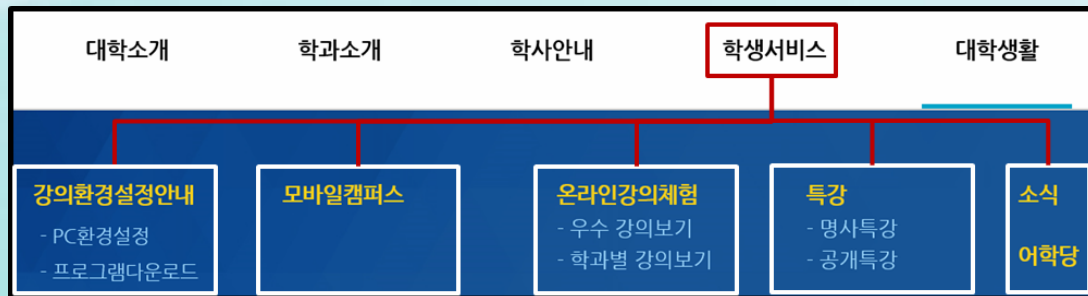 대학소개
학과소개
학사안내
학생서비스
대학생활
강의환경설정안내
- PC환경설정
- 프로그램다운로드
모바일캠퍼스
온라인강의체험
- 우수 강의보기
- 학과별 강의보기
특강
- 명사특강
- 공개특강
소식
어학당